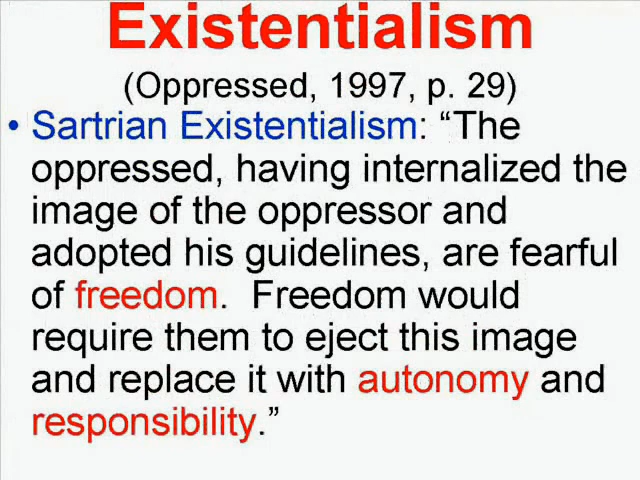 Existentialism
(Oppressed, 1997, p. 29)
• Sartrian Existentialism: “The
oppressed, having internalized the
image of the oppressor and
adopted his guidelines, are fearful
of freedom.  Freedom would
require them to eject this image
and replace it with autonomy and
responsibility.”